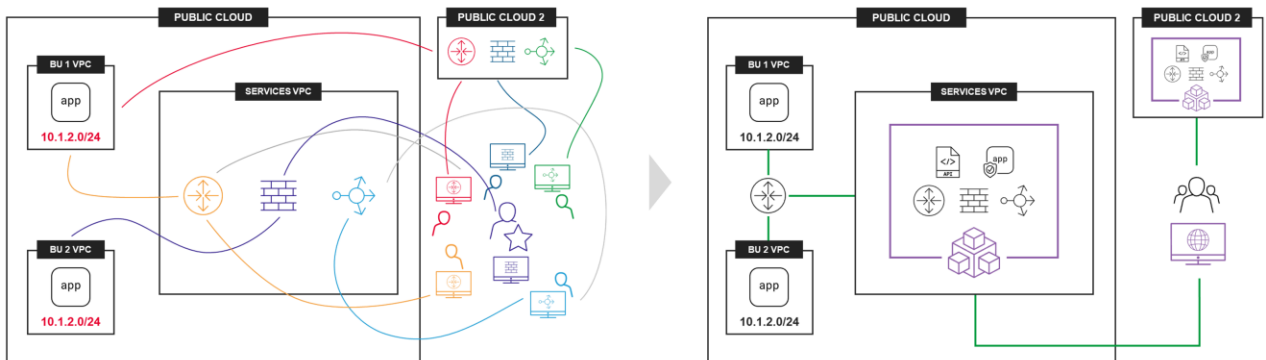 PUBLIC CLOUD
PUBLIC CLOUD 2
BU 1 VPC
app
10.1.2.0/24
SERVICES VPC
BU 2 VPC
app
10.1.2.0/24
PUBLIC CLOUD
PUBLIC CLOUD 2
</>
API
BU 1 VPC
app
10.1.2.0/24
SERVICES VPC
</>
API
app
BU 2 VPC
app
10.1.2.0/24